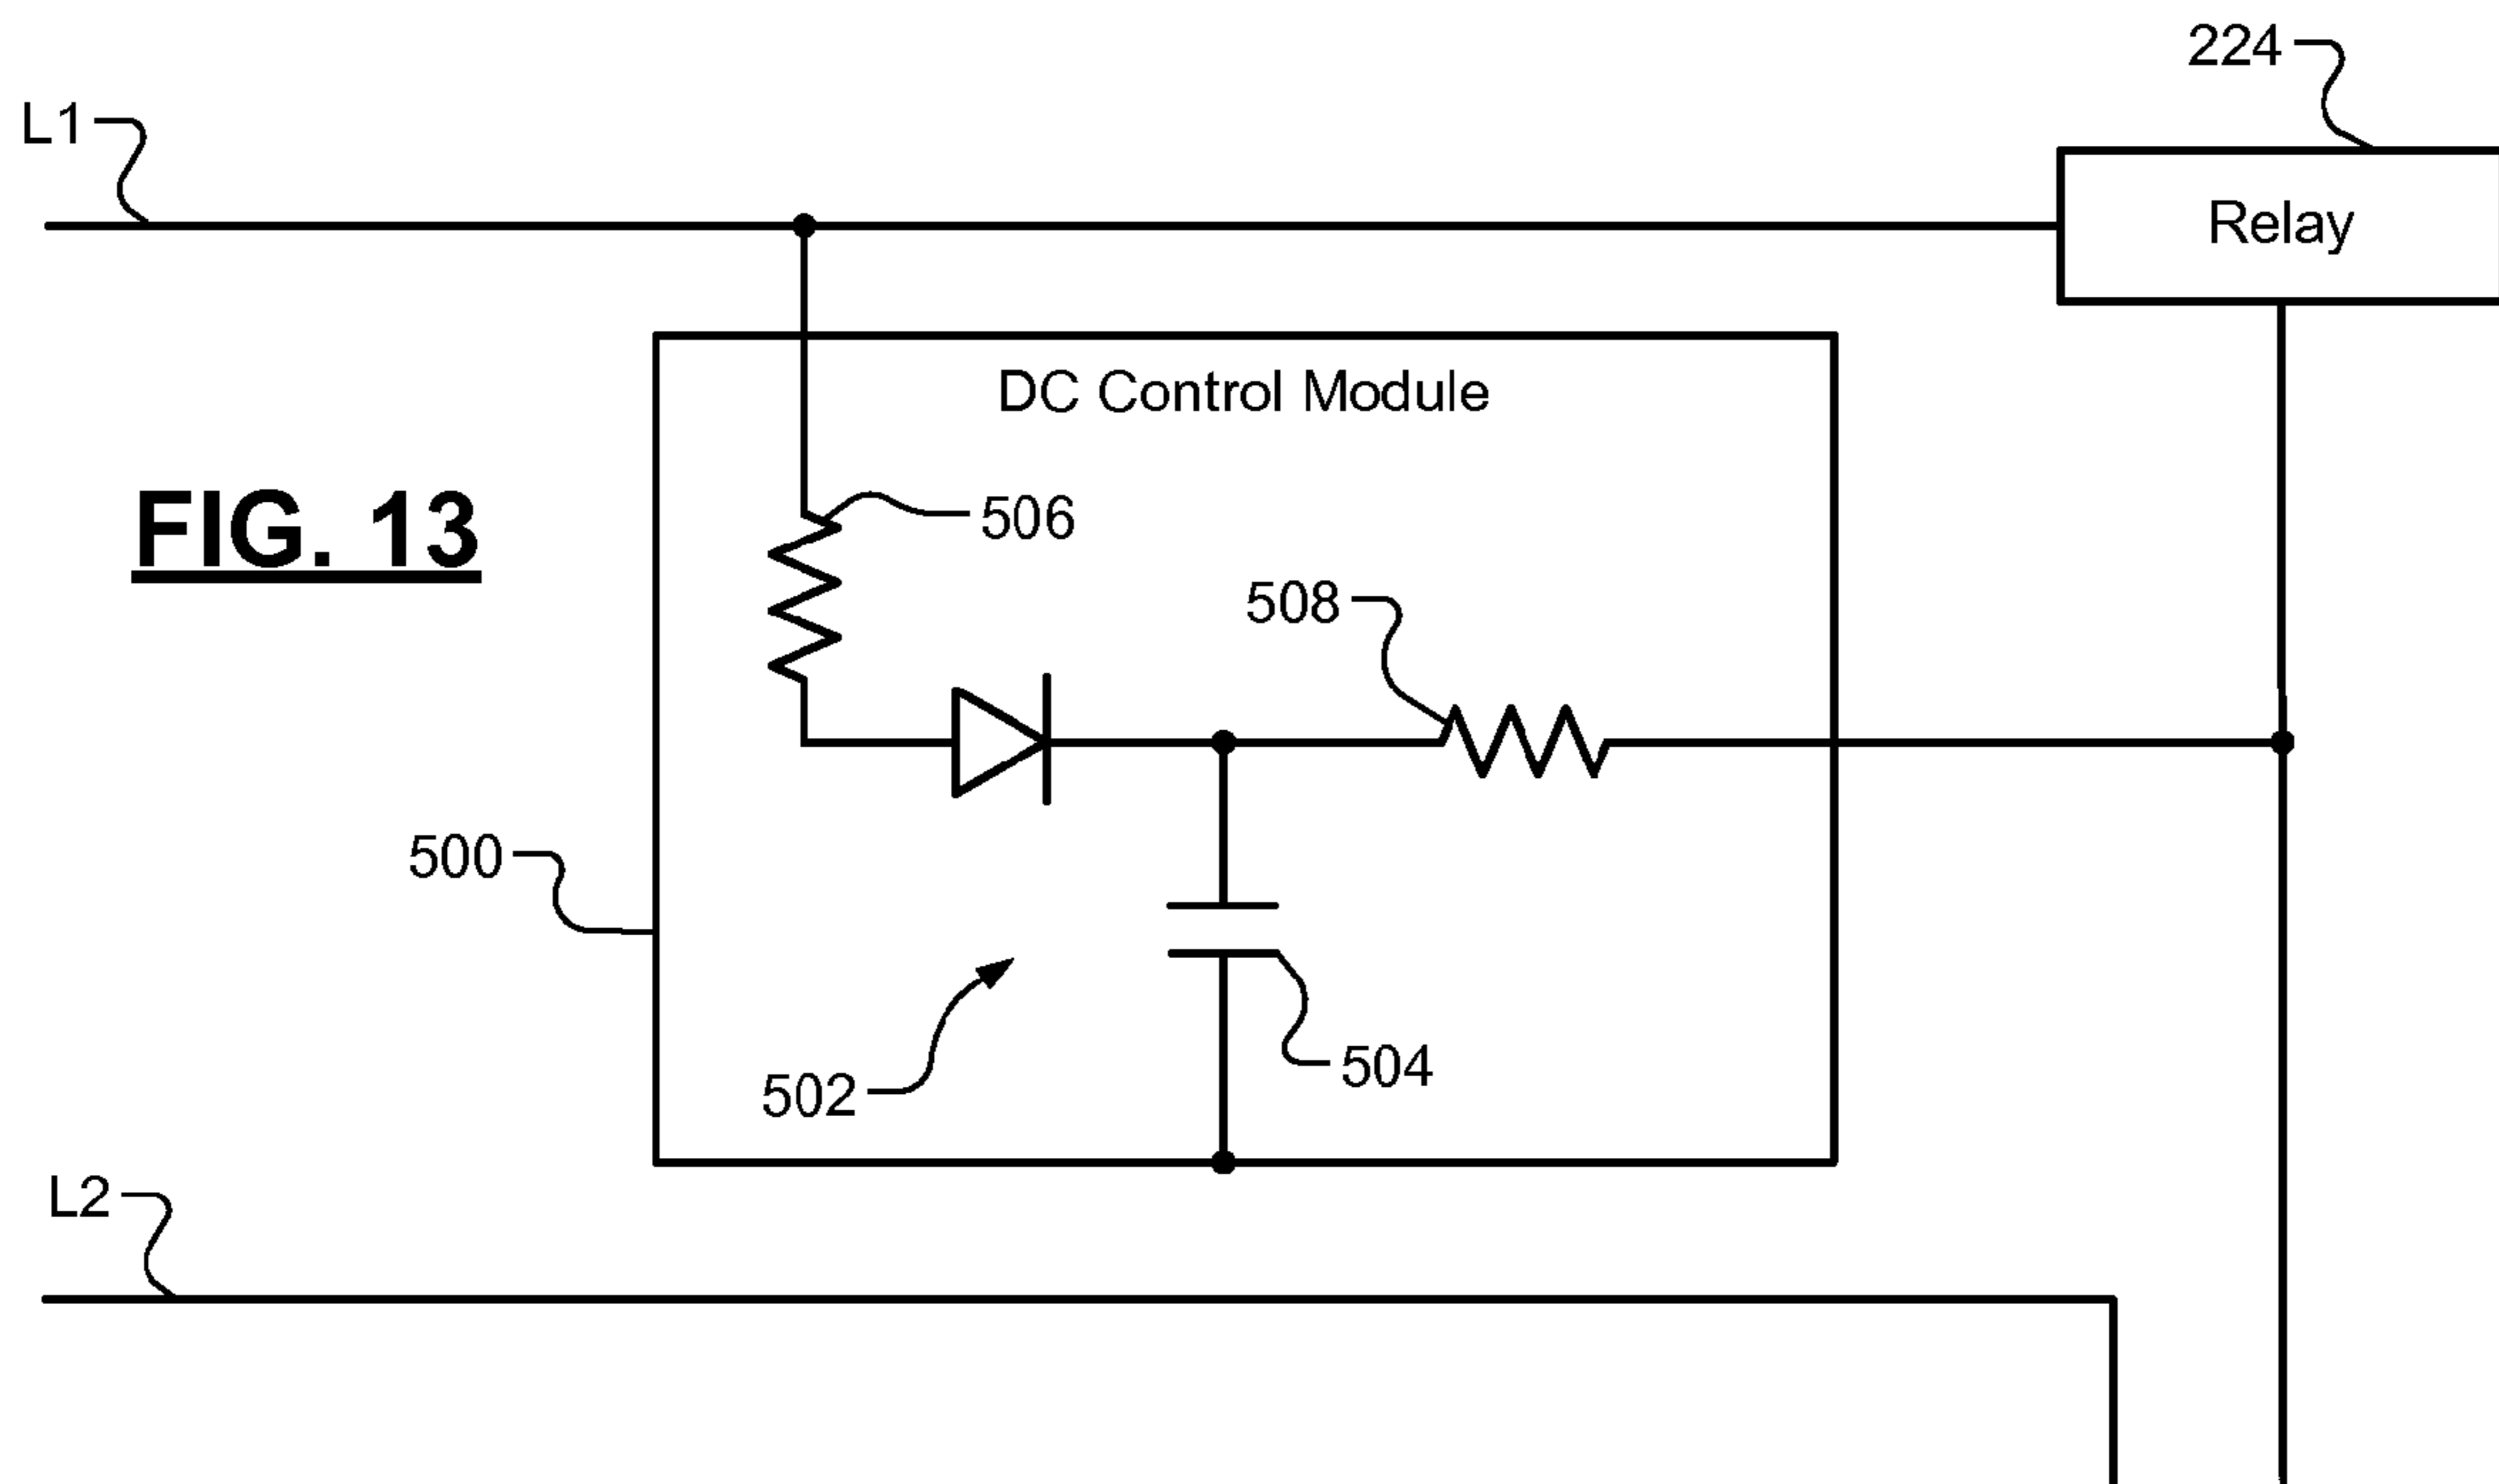 224
L1
Relay
DC Control Module
FIG. 13
506
508
500
504
502
L2